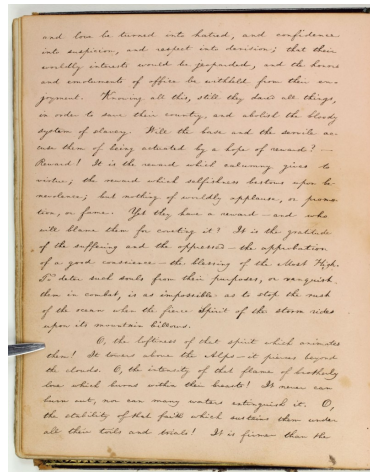 and love be turned into hatred, and confidence
into suspicion, and respect into derision; that their
worldly interests would be jeoparded, and the honors
and emoluments of office be withheld from their en-
joyment. Knowing all this, still they dared all things,
in order to save their country, and abolish the bloody
system of slavery. Will the base and the servile ac-
cuse them of being actuated by a hope of reward? —
Reward! It is the reward which calumny gives to
virtue; the reward which selfishness bestows upon be-
nevolence; but nothing of worldly applause, or promo-
tion, or fame. Yet they have a reward—and who
will blame them for coveting it? It is the gratitude
of the suffering and the oppressed—the approbation
of a good conscience—the blessing of the Most High.
To deter such souls from their purposes, or vanquish
them in combat, is as impossible as to stop the rush
of the ocean when the fierce Spirit of the storm rides
upon its mountain billows.
O, the loftiness of that spirit which animates
them! It towers above the Alps—it pierces beyond
the clouds. O, the intensity of that flame of brotherly
love which burns within their breasts! It never can
burn out, nor can many waters extinguish it. O,
the stability of that faith which sustains them under
all their toils and trials! It is firmer than the